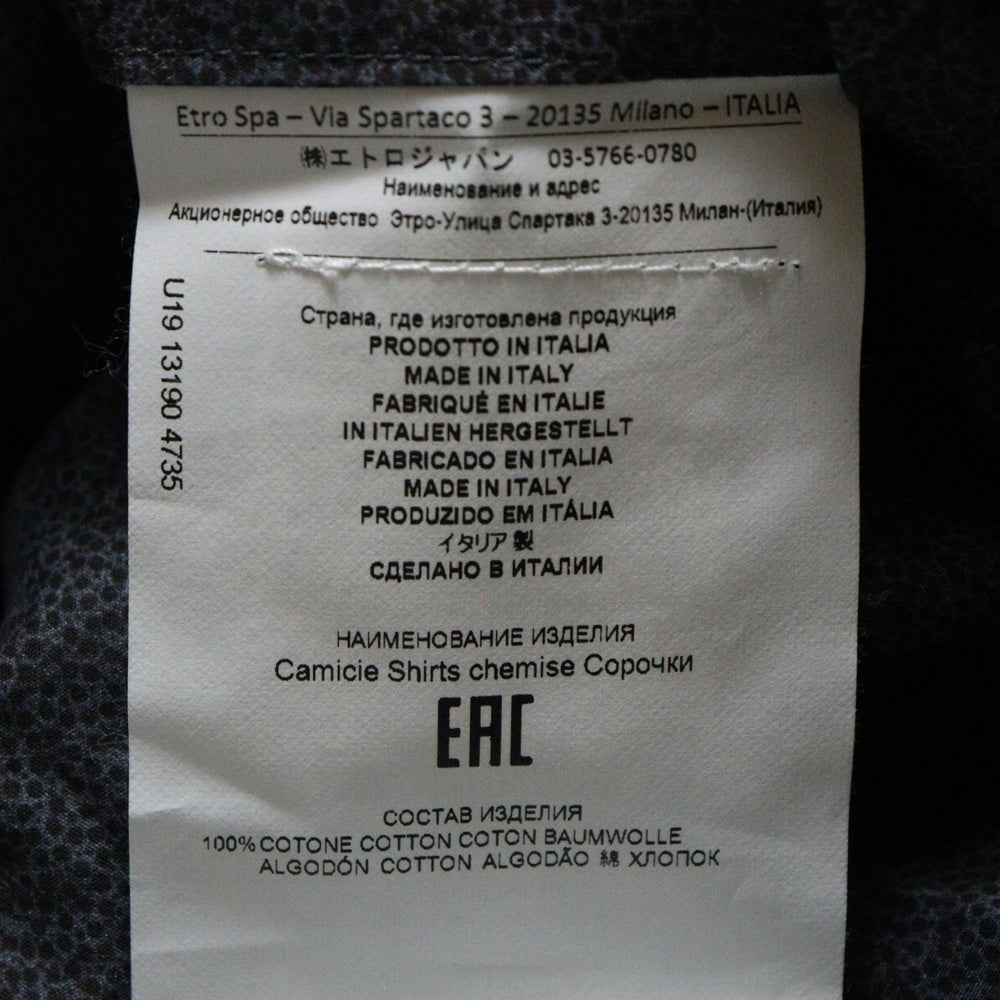 Etro Spa – Via Spartaco 3 – 20135 Milano – ITALIA
㈱エトロジャパン 03-5766-0780
Наименование и адрес
Акционерное общество Этро-Улица Спартака 3-20135 Милан-(Италия)
U19 13190 4735
Страна, где изготовлена продукция
PRODOTTO IN ITALIA
MADE IN ITALY
FABRIQUÉ EN ITALIE
IN ITALIEN HERGESTELLT
FABRICADO EN ITALIA
MADE IN ITALY
PRODUZIDO EM ITÁLIA
イタリア 製
СДЕЛАНО В ИТАЛИИ
НАИМЕНОВАНИЕ ИЗДЕЛИЯ
Camicie Shirts chemise Сорочки
EAC
СОСТАВ ИЗДЕЛИЯ
100% COTONE COTTON COTON BAUMWOLLE
ALGODÓN COTTON ALGODÃO 綿 ХЛОПОК